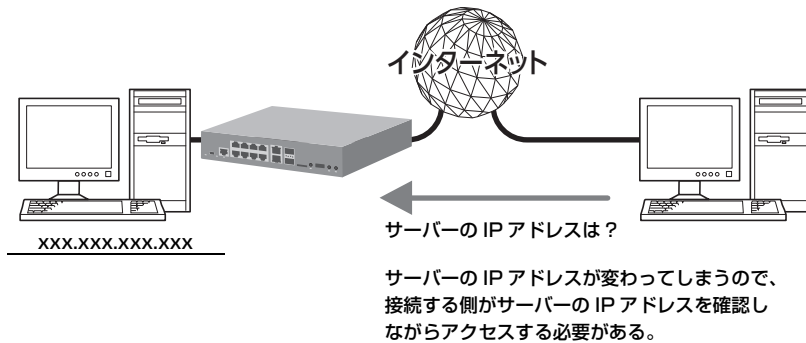 インターネット
サーバーの IP アドレスは？
XXX.XXX.XXX.XXX
サーバーの IP アドレスが変わってしまうので、
接続する側がサーバーの IP アドレスを確認し
ながらアクセスする必要がある。